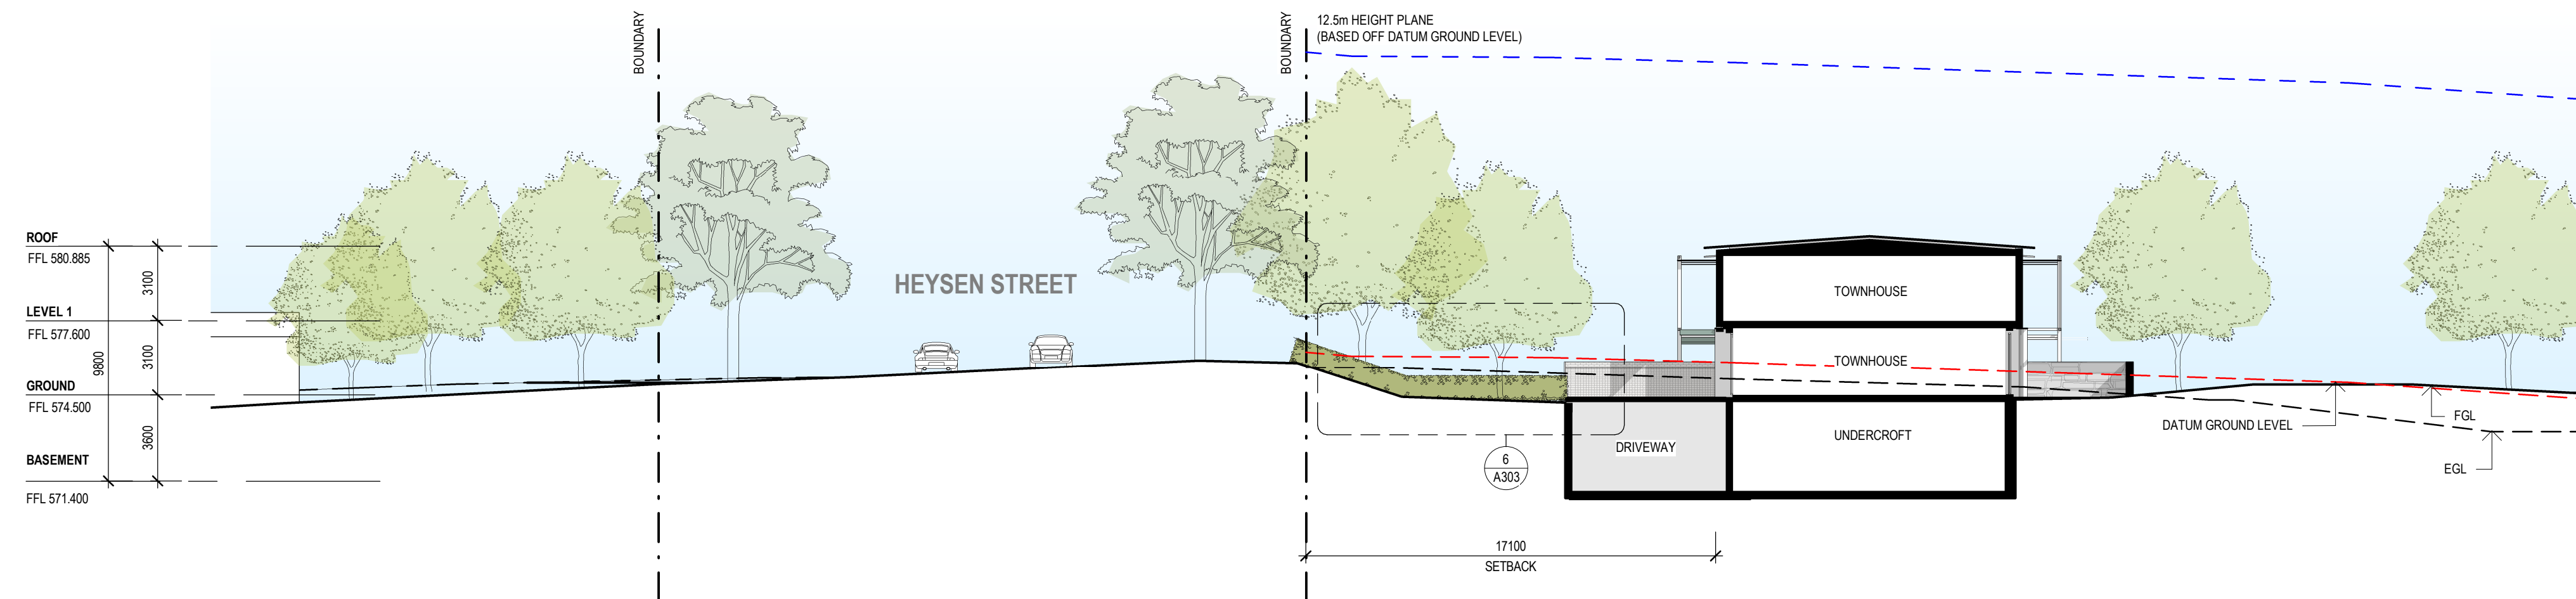 BOUNDARY
BOUNDARY
12.5m HEIGHT PLANE
(BASED OFF DATUM GROUND LEVEL)
ROOF
FFL 580.885
3100
LEVEL 1
FFL 577.600
9800
3100
GROUND
FFL 574.500
3600
BASEMENT
FFL 571.400
HEYSEN STREET
TOWNHOUSE
TOWNHOUSE
DRIVEWAY
UNDERCROFT
6
A303
17100
SETBACK
DATUM GROUND LEVEL
FGL
EGL